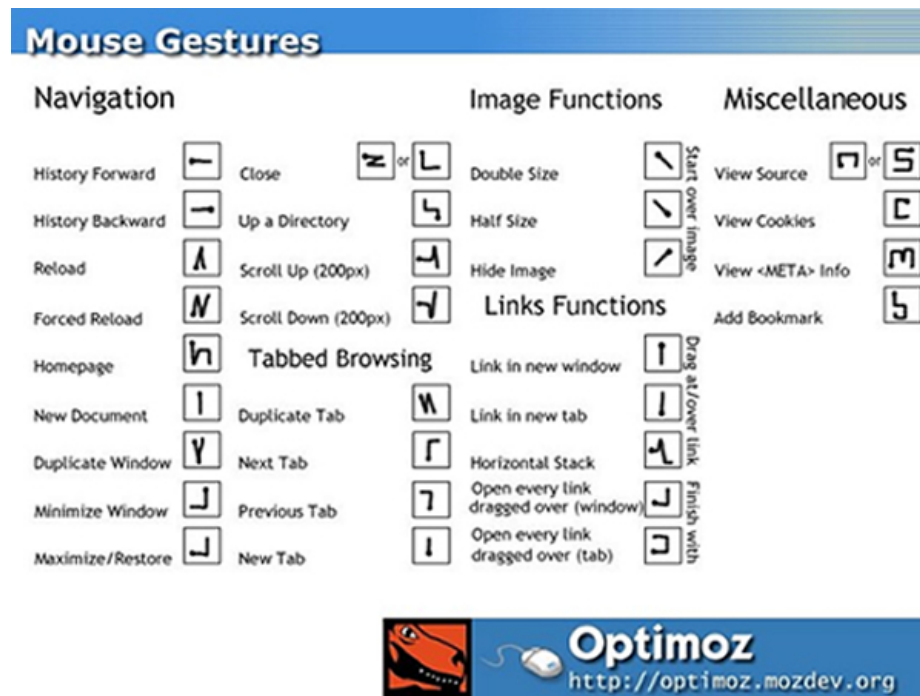 Mouse Gestures
Navigation
History Forward
History Backward
Reload
Forced Reload
Homepage
New Document
Duplicate Window
Minimize Window
Maximize/Restore
Close
or
Up a Directory
Scroll Up (200px)
Scroll Down (200px)
Tabbed Browsing
Duplicate Tab
Next Tab
Previous Tab
New Tab
Image Functions
Double Size
Half Size
Hide Image
Start over image
Links Functions
Link in new window
Link in new tab
Horizontal Stack
Drag at/over link
Open every link
dragged over (window)
Open every link
dragged over (tab)
Finish with
Miscellaneous
View Source
or
View Cookies
View <META> Info
Add Bookmark
Optimoz
http://optimoz.mozdev.org